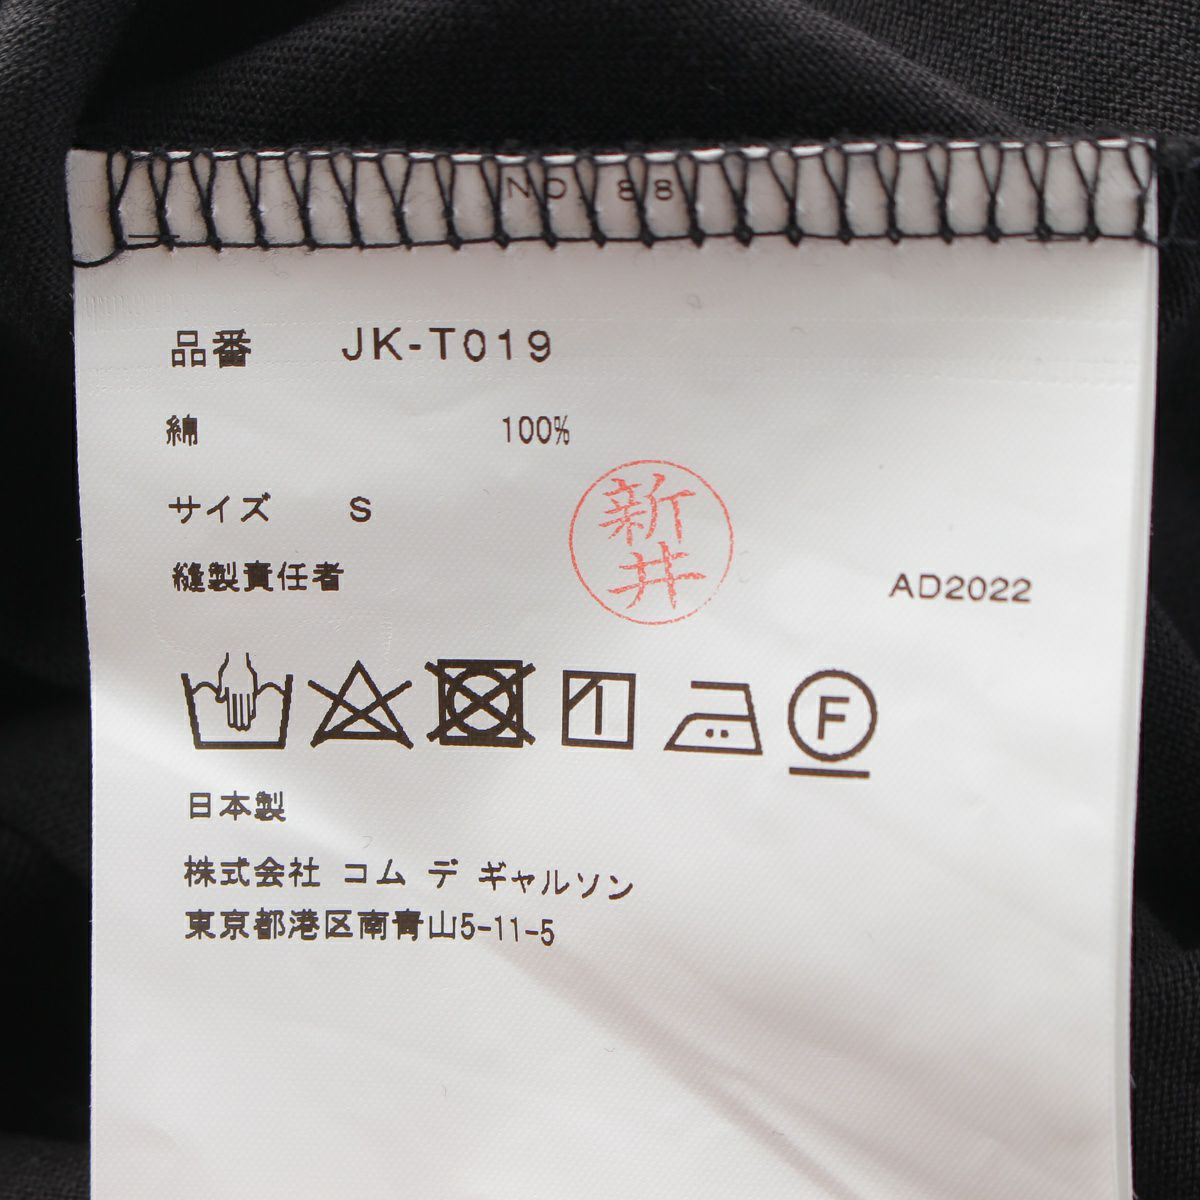 NO. 88
品番 JK-T019
綿 100%
サイズ S
新井
縫製責任者 AD2022
F
日本製
株式会社 コム デ ギャルソン
東京都港区南青山5-11-5